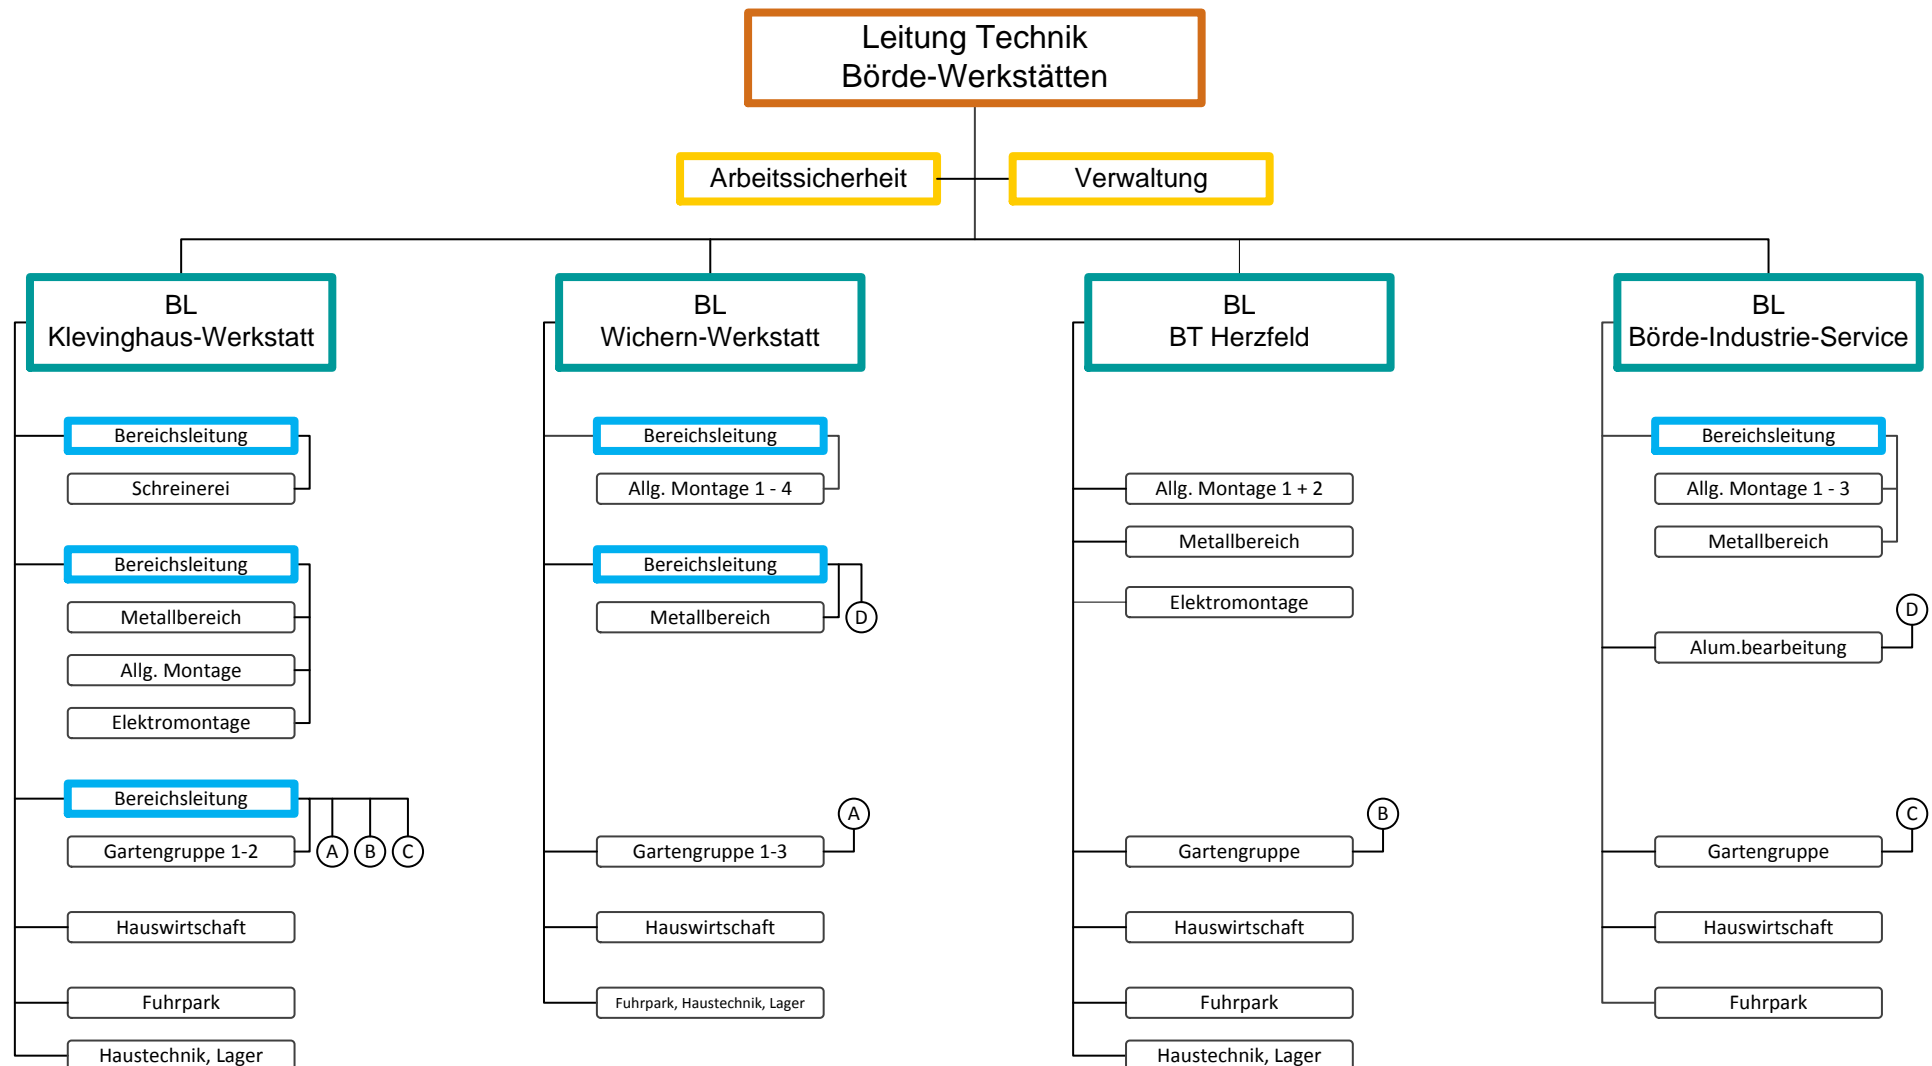 Leitung Technik
Börde-Werkstätten
Arbeitssicherheit
Verwaltung
BL
Klevinghaus-Werkstatt
Bereichsleitung
Schreinerei
Bereichsleitung
Metallbereich
Allg. Montage
Elektromontage
Bereichsleitung
Gartengruppe 1-2
A
B
C
Hauswirtschaft
Fuhrpark
Haustechnik, Lager
BL
Wichern-Werkstatt
Bereichsleitung
Allg. Montage 1 - 4
Bereichsleitung
Metallbereich
D
A
Gartengruppe 1-3
Hauswirtschaft
Fuhrpark, Haustechnik, Lager
BL
BT Herzfeld
Allg. Montage 1 + 2
Metallbereich
Elektromontage
B
Gartengruppe
Hauswirtschaft
Fuhrpark
Haustechnik, Lager
BL
Börde-Industrie-Service
Bereichsleitung
Allg. Montage 1 - 3
Metallbereich
D
Alum.bearbeitung
C
Gartengruppe
Hauswirtschaft
Fuhrpark